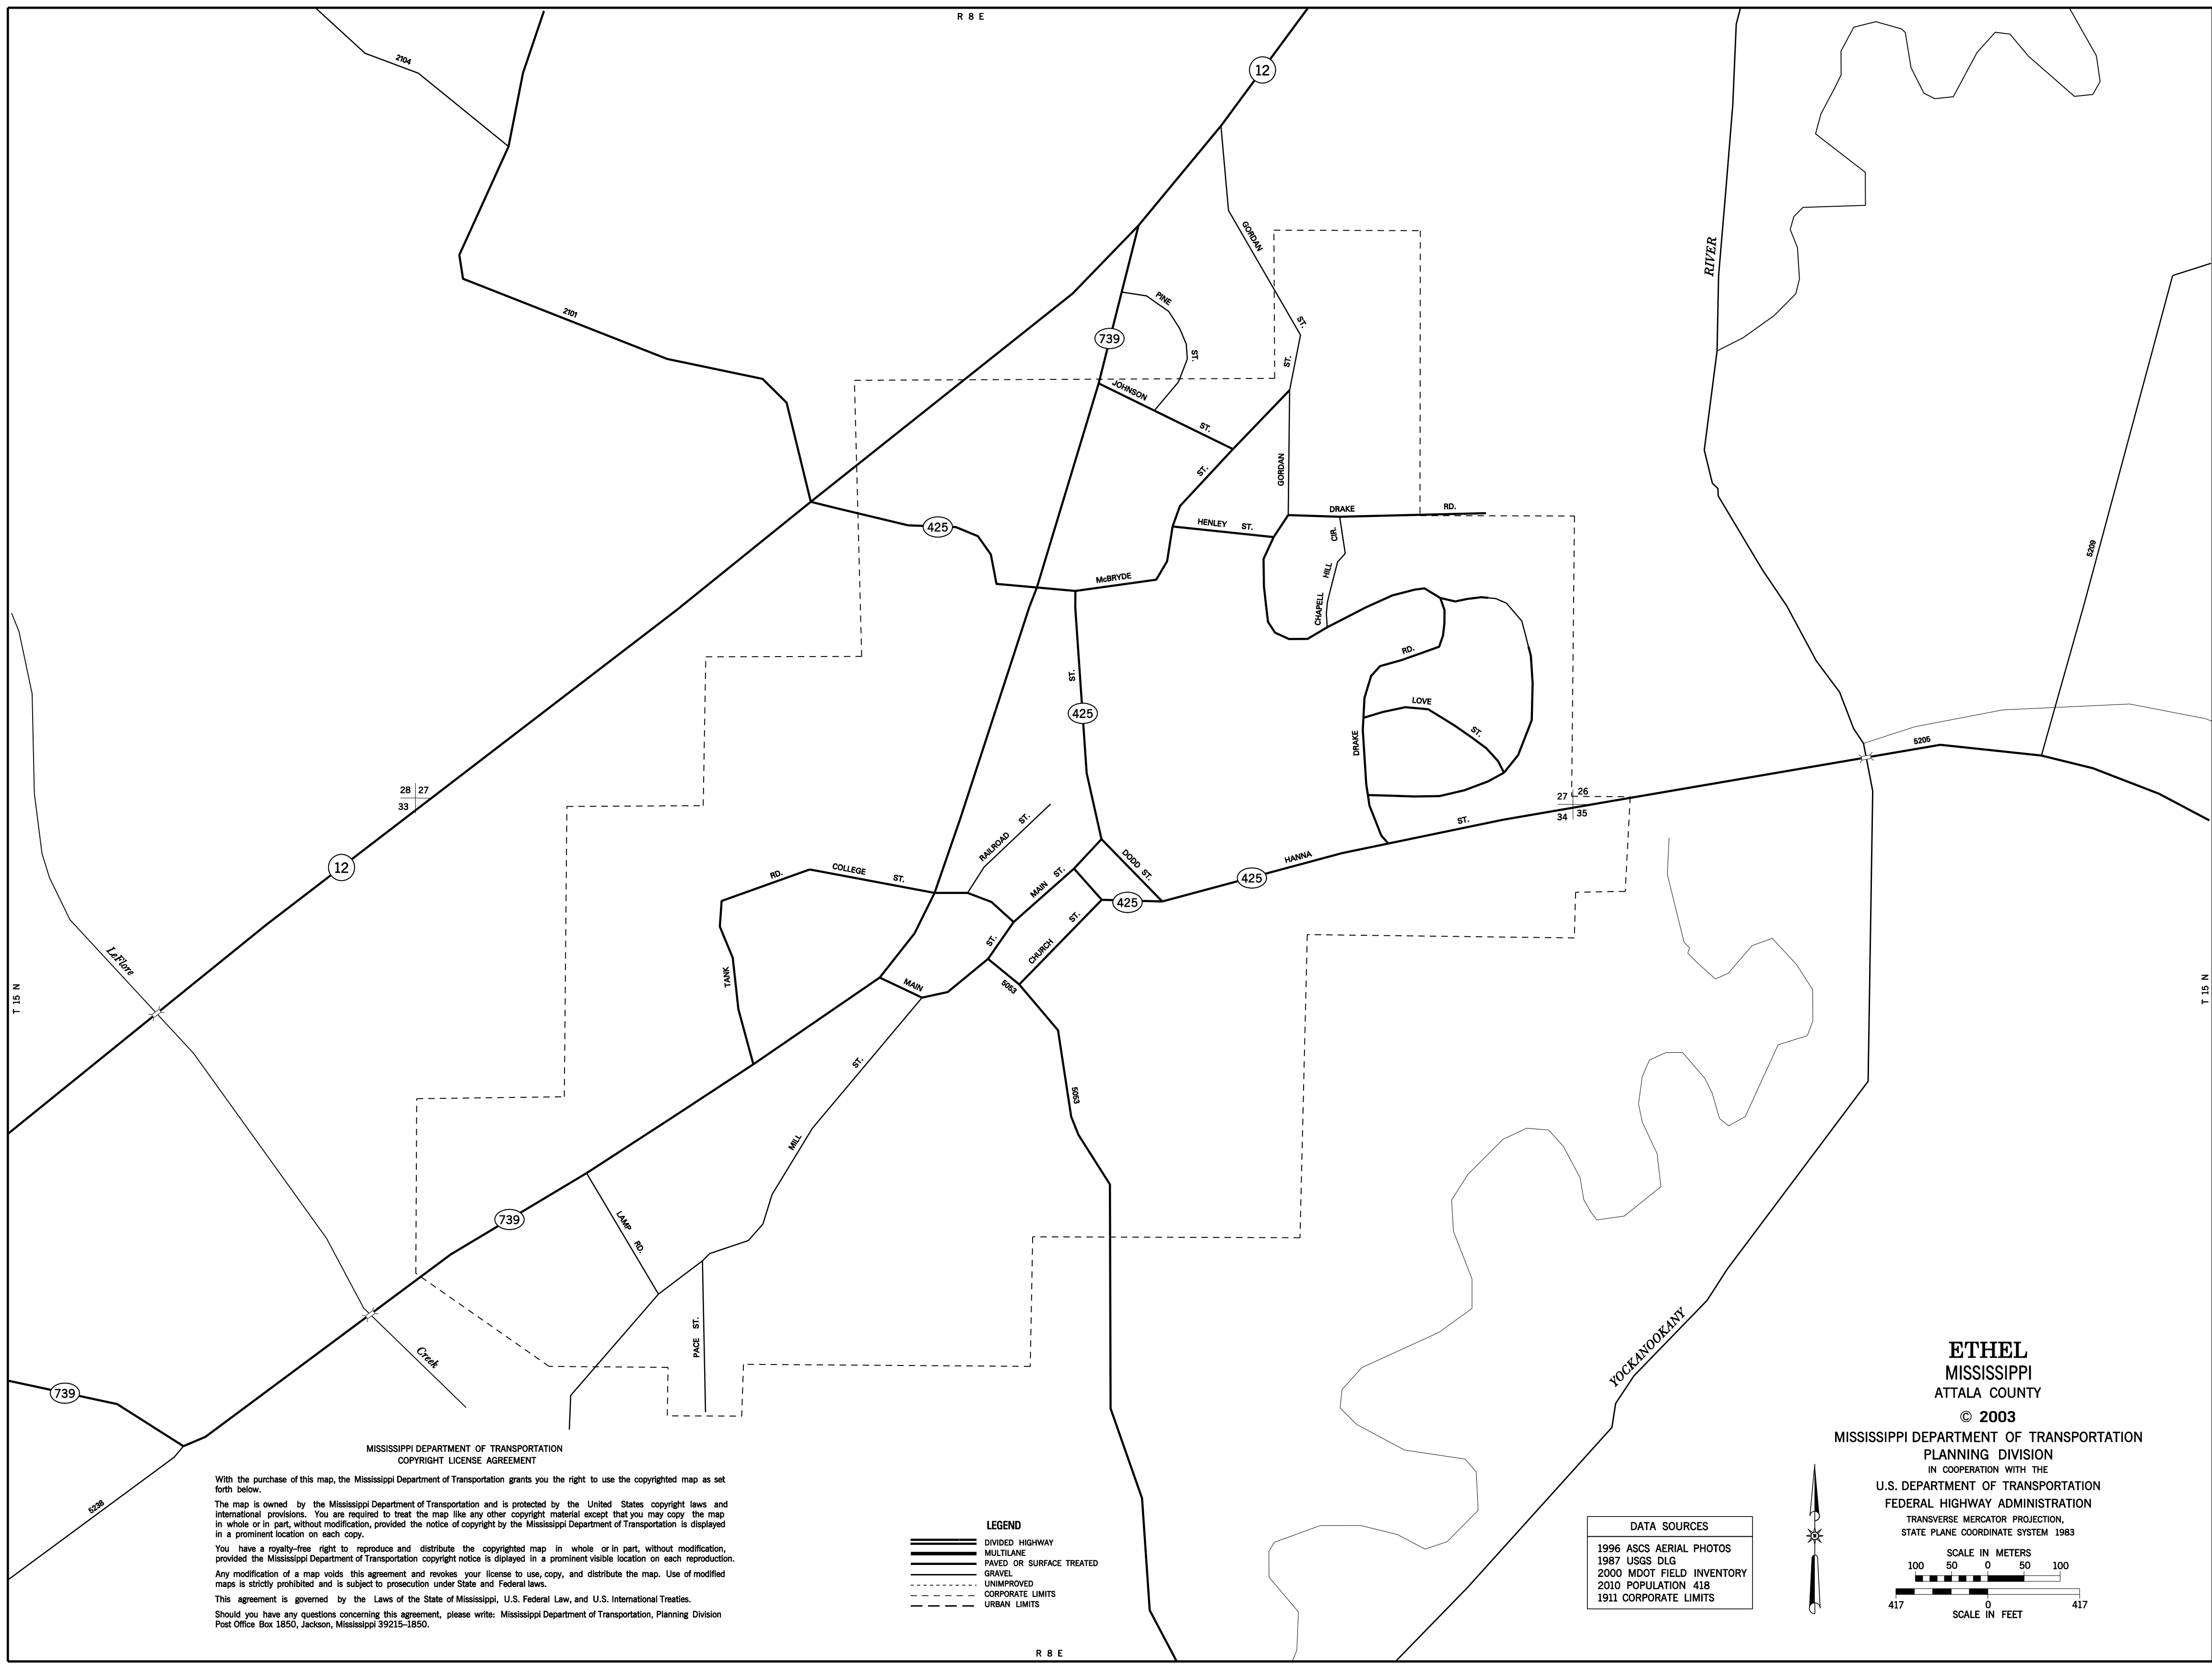 R 8 E
2104
12
RIVER
GORDAN
ST.
2101
PINE
ST.
739
ST.
JOHNSON
ST.
ST.
GORDAN
DRAKE
RD.
425
HENLEY ST.
CIR.
HILL
CHAPELL
McBRYDE
5209
ST.
RD.
425
LOVE
ST.
DRAKE
5205
28 27
33
27 26
34 35
RAILROAD ST.
ST.
12
COLLEGE ST.
RD.
DODD ST.
HANNA
425
MAIN ST.
425
CHURCH ST.
ST.
LeFlore
TANK
MAIN
5053
T 15 N
T 15 N
ST.
5053
MILL
739
LAMP RD.
PACE ST.
Creek
YOCKANOOKANY
739
5238
ETHEL
MISSISSIPPI
ATTALA COUNTY
© 2003
MISSISSIPPI DEPARTMENT OF TRANSPORTATION
PLANNING DIVISION
IN COOPERATION WITH THE
U.S. DEPARTMENT OF TRANSPORTATION
FEDERAL HIGHWAY ADMINISTRATION
TRANSVERSE MERCATOR PROJECTION,
STATE PLANE COORDINATE SYSTEM 1983
SCALE IN METERS
100 50 0 50 100
417 0 417
SCALE IN FEET
MISSISSIPPI DEPARTMENT OF TRANSPORTATION
COPYRIGHT LICENSE AGREEMENT
With the purchase of this map, the Mississippi Department of Transportation grants you the right to use the copyrighted map as set
forth below.
The map is owned by the Mississippi Department of Transportation and is protected by the United States copyright laws and
international provisions. You are required to treat the map like any other copyright material except that you may copy the map
in whole or in part, without modification, provided the notice of copyright by the Mississippi Department of Transportation is displayed
in a prominent location on each copy.
You have a royalty-free right to reproduce and distribute the copyrighted map in whole or in part, without modification,
provided the Mississippi Department of Transportation copyright notice is diplayed in a prominent visible location on each reproduction.
Any modification of a map voids this agreement and revokes your license to use, copy, and distribute the map. Use of modified
maps is strictly prohibited and is subject to prosecution under State and Federal laws.
This agreement is governed by the Laws of the State of Mississippi, U.S. Federal Law, and U.S. International Treaties.
Should you have any questions concerning this agreement, please write: Mississippi Department of Transportation, Planning Division
Post Office Box 1850, Jackson, Mississippi 39215-1850.
LEGEND
DIVIDED HIGHWAY
MULTILANE
PAVED OR SURFACE TREATED
GRAVEL
UNIMPROVED
CORPORATE LIMITS
URBAN LIMITS
DATA SOURCES
1996 ASCS AERIAL PHOTOS
1987 USGS DLG
2000 MDOT FIELD INVENTORY
2010 POPULATION 418
1911 CORPORATE LIMITS
R 8 E